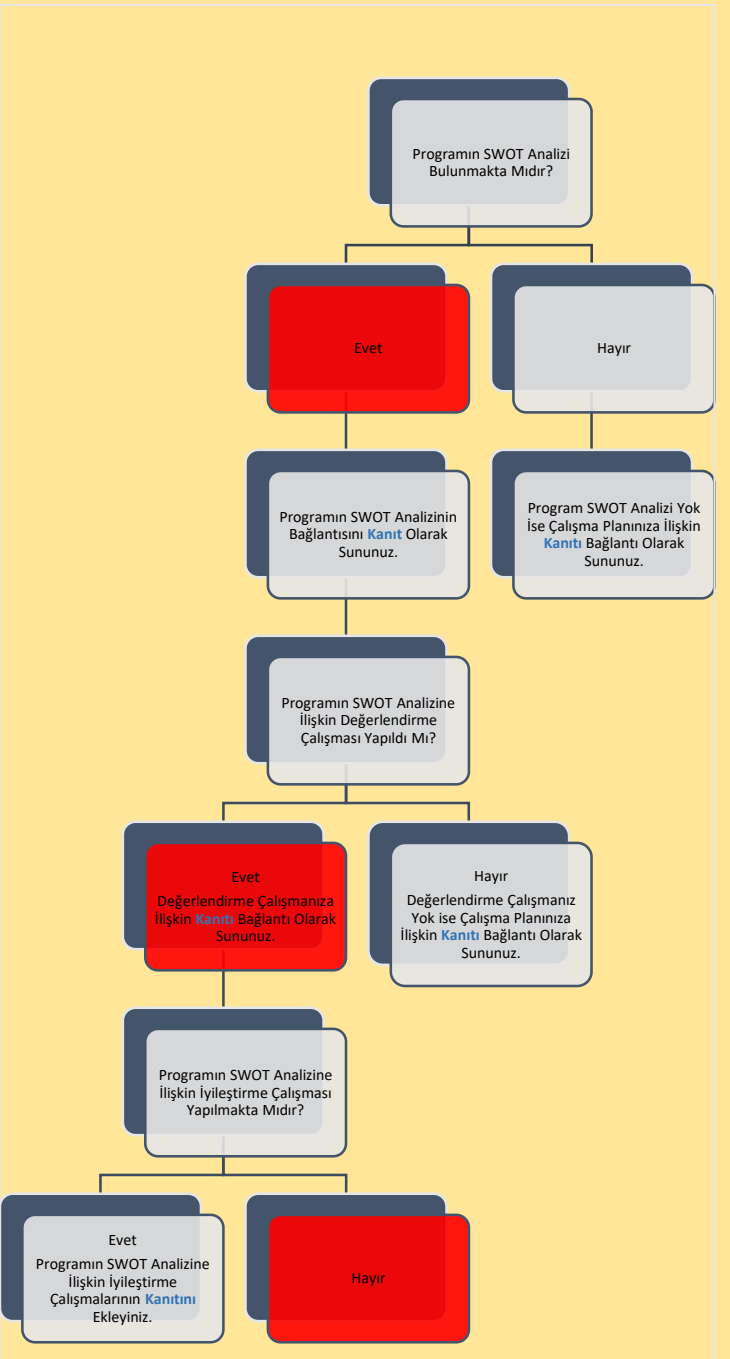 Programın SWOT Analizi
Bulunmakta Mıdır?
Evet
Hayır
Programın SWOT Analizinin
Bağlantısını Kanıt Olarak
Sununuz.
Program SWOT Analizi Yok
İse Çalışma Planınıza İlişkin
Kanıtı Bağlantı Olarak
Sununuz.
Programın SWOT Analizine
İlişkin Değerlendirme
Çalışması Yapıldı Mı?
Evet
Değerlendirme Çalışmanıza
İlişkin Kanıtı Bağlantı Olarak
Sununuz.
Hayır
Değerlendirme Çalışmanız
Yok ise Çalışma Planınıza
İlişkin Kanıtı Bağlantı Olarak
Sununuz.
Programın SWOT Analizine
İlişkin İyileştirme Çalışması
Yapılmakta Mıdır?
Evet
Programın SWOT Analizine
İlişkin İyileştirme
Çalışmalarının Kanıtını
Ekleyiniz.
Hayır